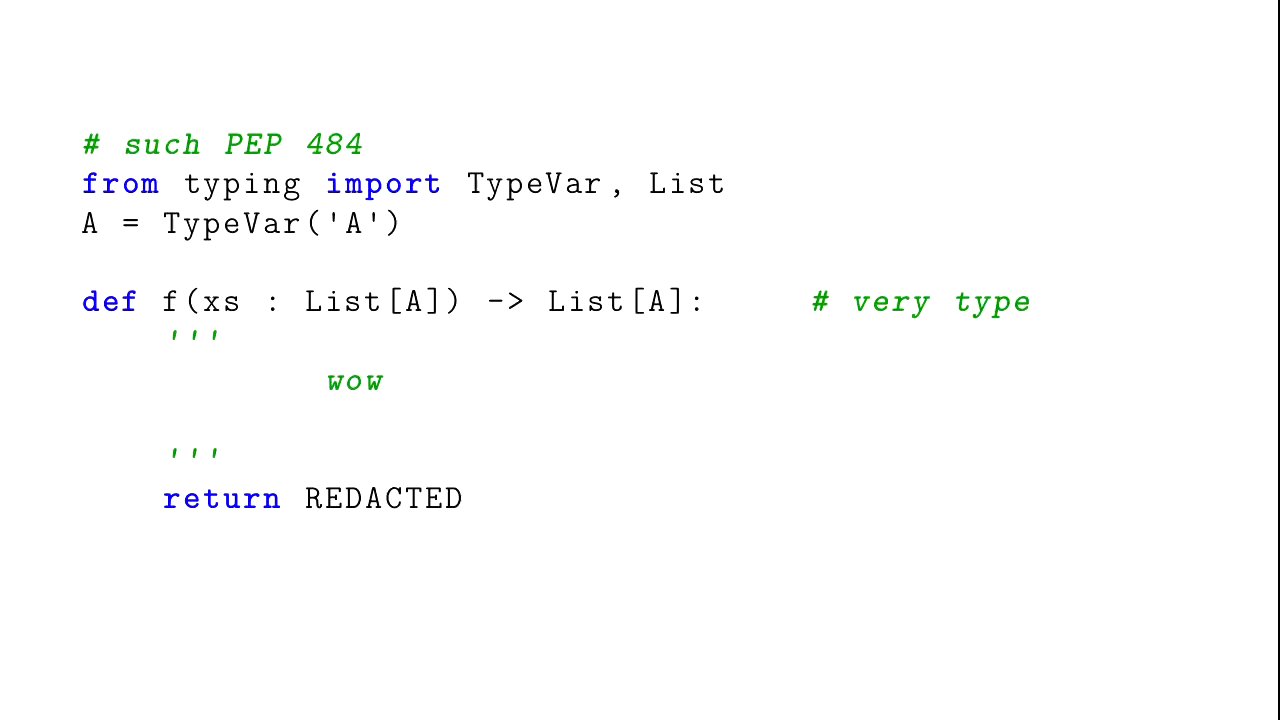 # such PEP 484
from typing import TypeVar, List
A = TypeVar('A')
def f(xs : List[A]) -> List[A]:     # very type
    '''
            wow
    '''
    return REDACTED